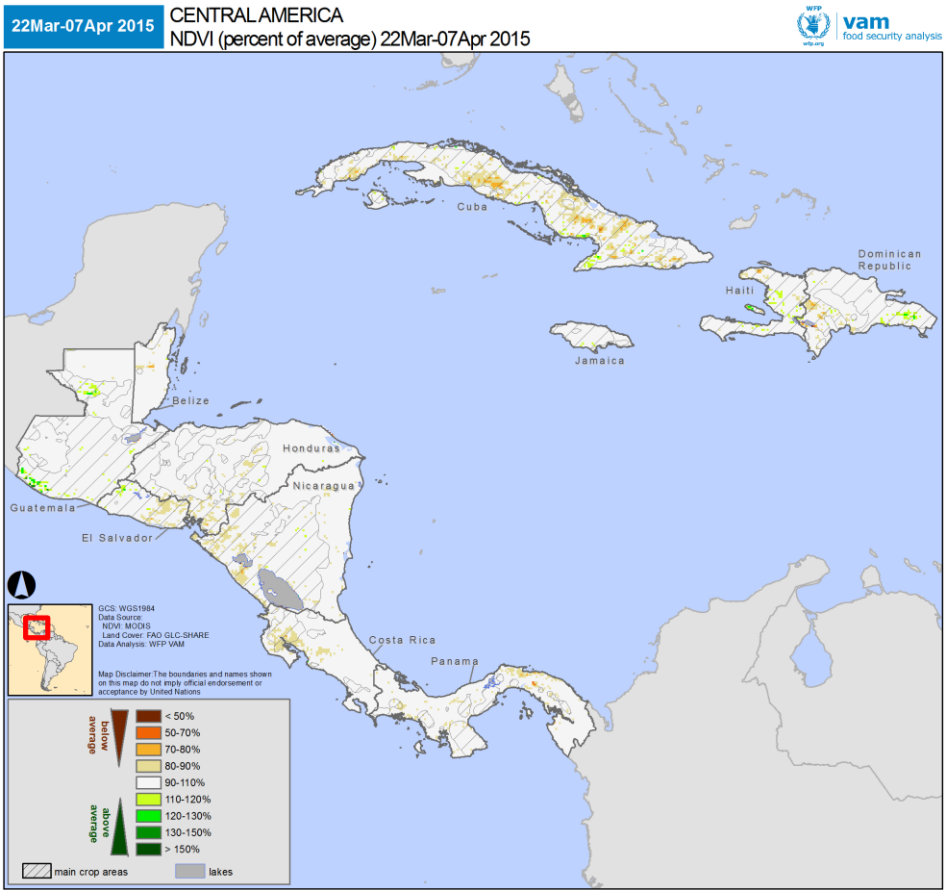 22Mar-07Apr 2015
CENTRAL AMERICA
NDVI (percent of average) 22Mar-07Apr 2015
WFP
wfp.org
vam
food security analysis
Cuba
Dominican
Republic
Haiti
Jamaica
Belize
Honduras
Nicaragua
Guatemala
El Salvador
Costa Rica
Panama
GCS: WGS1984
Data Source:
NDVI: MODIS
Land Cover: FAO GLC-SHARE
Data Analysis: WFP VAM
Map Disclaimer:The boundaries and names shown
on this map do not imply official endorsement or
acceptance by United Nations
below
average
< 50%
50-70%
70-80%
80-90%
90-110%
110-120%
120-130%
130-150%
> 150%
above
average
main crop areas
lakes